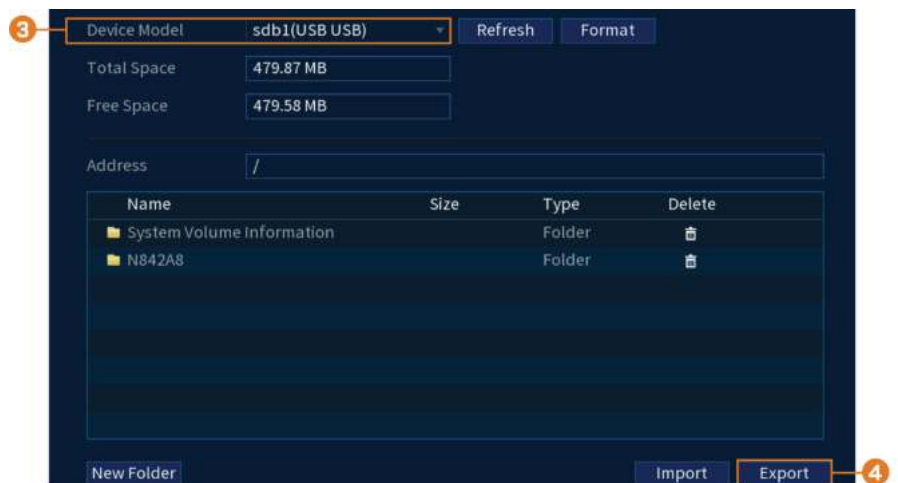 3 Device Model sdb1(USB USB) Refresh Format
Total Space 479.87 MB
Free Space 479.58 MB
Address /
Name Size Type Delete
System Volume Information Folder
N842A8 Folder
New Folder Import Export 4